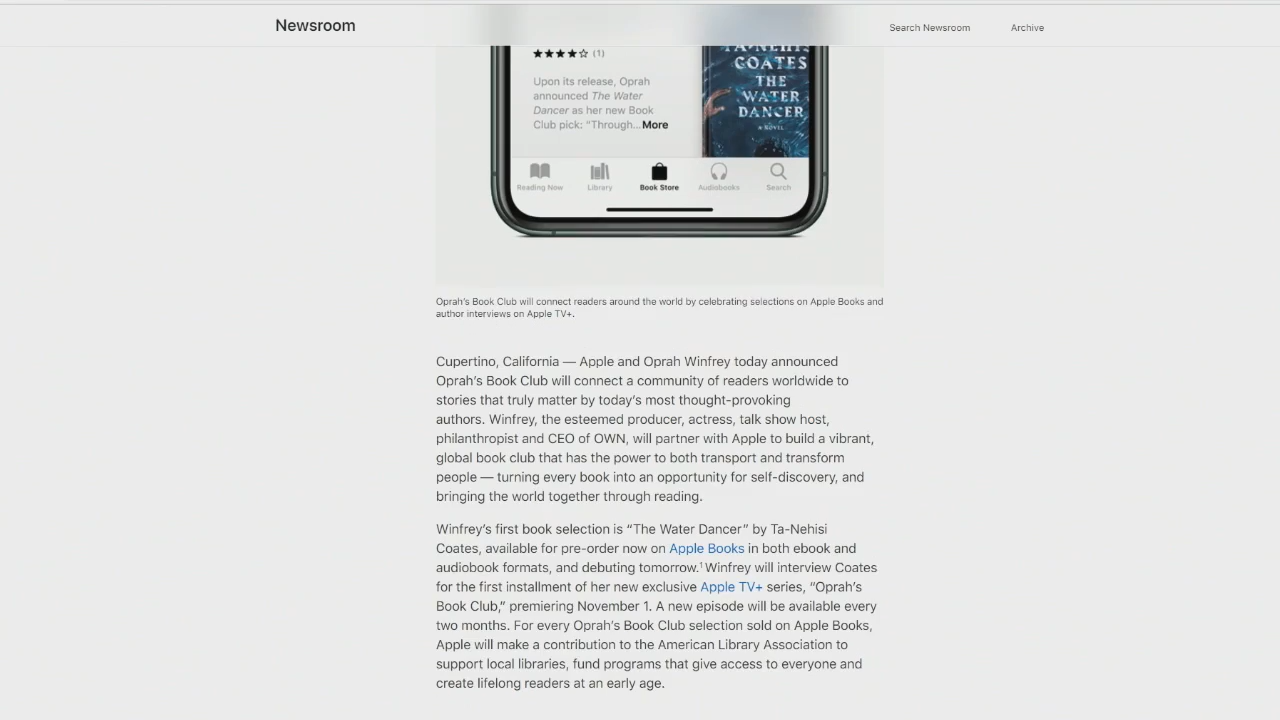 Newsroom
Search Newsroom
Archive
(1)
Upon its release, Oprah
announced The Water
Dancer as her new Book
Club pick: “Through...More
TA-NEHISI
COATES
THE
WATER
DANCER
A NOVEL
Reading Now
Library
Book Store
Audiobooks
Search
Oprah’s Book Club will connect readers around the world by celebrating selections on Apple Books and
author interviews on Apple TV+.
Cupertino, California — Apple and Oprah Winfrey today announced
Oprah’s Book Club will connect a community of readers worldwide to
stories that truly matter by today’s most thought-provoking
authors. Winfrey, the esteemed producer, actress, talk show host,
philanthropist and CEO of OWN, will partner with Apple to build a vibrant,
global book club that has the power to both transport and transform
people — turning every book into an opportunity for self-discovery, and
bringing the world together through reading.
Winfrey’s first book selection is “The Water Dancer” by Ta-Nehisi
Coates, available for pre-order now on Apple Books in both ebook and
audiobook formats, and debuting tomorrow.¹ Winfrey will interview Coates
for the first installment of her new exclusive Apple TV+ series, “Oprah’s
Book Club,” premiering November 1. A new episode will be available every
two months. For every Oprah’s Book Club selection sold on Apple Books,
Apple will make a contribution to the American Library Association to
support local libraries, fund programs that give access to everyone and
create lifelong readers at an early age.